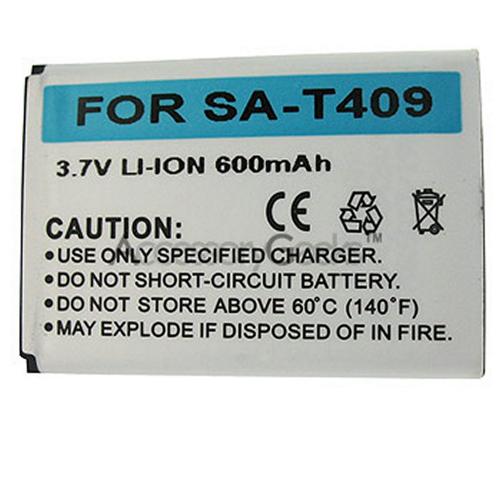 FOR SA-T409
3.7V LI-ION 600mAh
CE
CAUTION:
AccessoryGeeks™
•USE ONLY SPECIFIED CHARGER.
•DO NOT SHORT-CIRCUIT BATTERY.
•DO NOT STORE ABOVE 60°C (140°F)
•MAY EXPLODE IF DISPOSED OF IN FIRE.